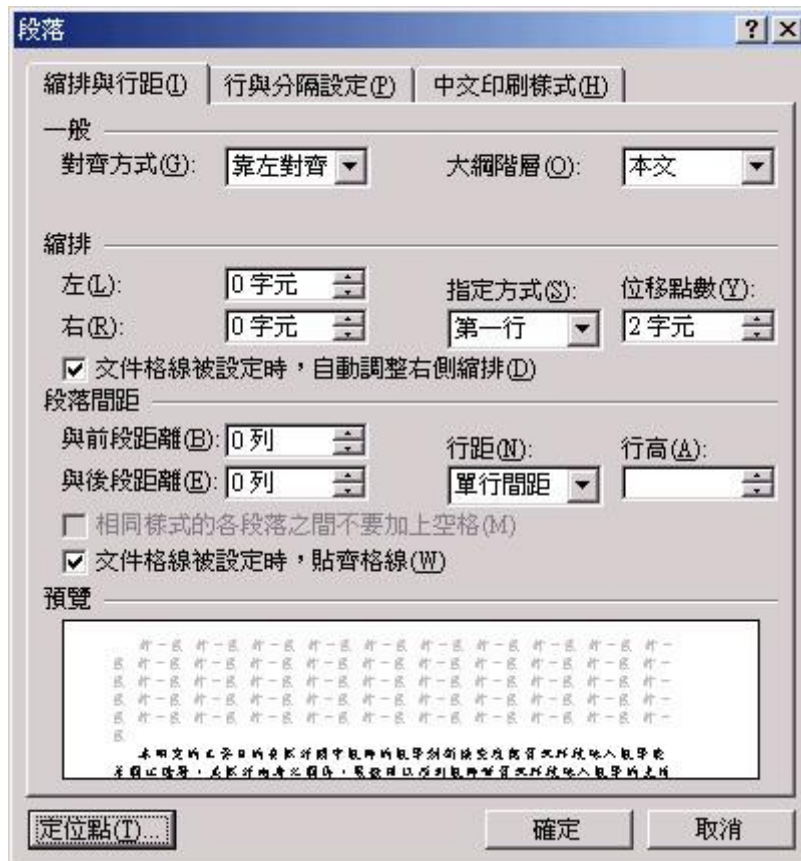 段落
縮排與行距(I) 行與分隔設定(P) 中文印刷樣式(H)
一般
對齊方式(G): 靠左對齊 大綱階層(O): 本文
縮排
左(L): 0 字元 指定方式(S): 位移點數(Y):
右(R): 0 字元 第一行 2 字元
文件格線被設定時，自動調整右側縮排(D)
段落間距
與前段距離(B): 0 列 行距(N): 行高(A):
與後段距離(E): 0 列 單行間距
相同樣式的各段落之間不要加上空格(M)
文件格線被設定時，貼齊格線(W)
預覽
定位點(T)... 確定 取消